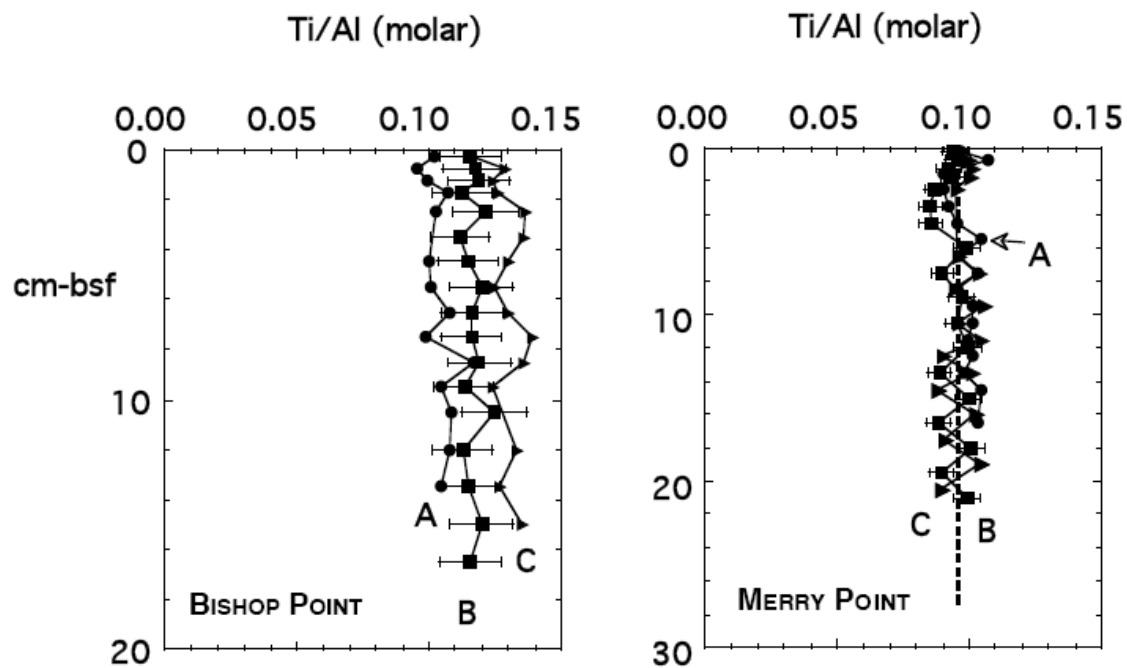 Ti/Al (molar)
0.00 0.05 0.10 0.15
0
cm-bsf
10
A
C
BISHOP POINT
B
20
Ti/Al (molar)
0.00 0.05 0.10 0.15
0
A
10
20
C B
MERRY POINT
30